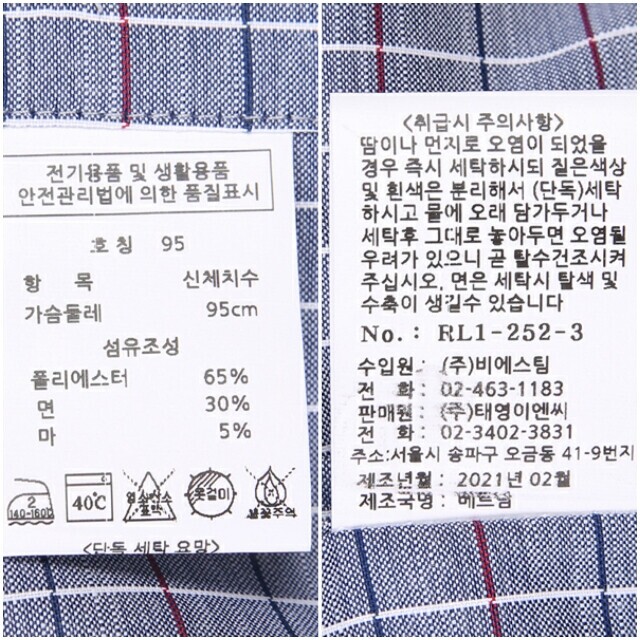 전기용품 및 생활용품
안전관리법에 의한 품질표시
호칭 95
항 목 신체치수
가슴둘레 95cm
섬유조성
폴리에스터 65%
면 30%
마 5%
2
140-160℃
40℃
염소산소
표백
옷걸이
불꽃주의
<단독 세탁 요망>
<취급시 주의사항>
땀이나 먼지로 오염이 되었을
경우 즉시 세탁하시되 짙은색상
및 흰색은 분리해서 (단독)세탁
하시고 물에 오래 담가두거나
세탁후 그대로 놓아두면 오염될
우려가 있으니 곧 탈수건조시켜
주십시오, 면은 세탁시 탈색 및
수축이 생길수 있습니다
No. : RL1-252-3
수입원 : (주)비에스팀
전 화 : 02-463-1183
판매원 : (주)태영이엔씨
전 화 : 02-3402-3831
주소:서울시 송파구 오금동 41-9번지
제조년월 : 2021년 02월
제조국명 : 베트남